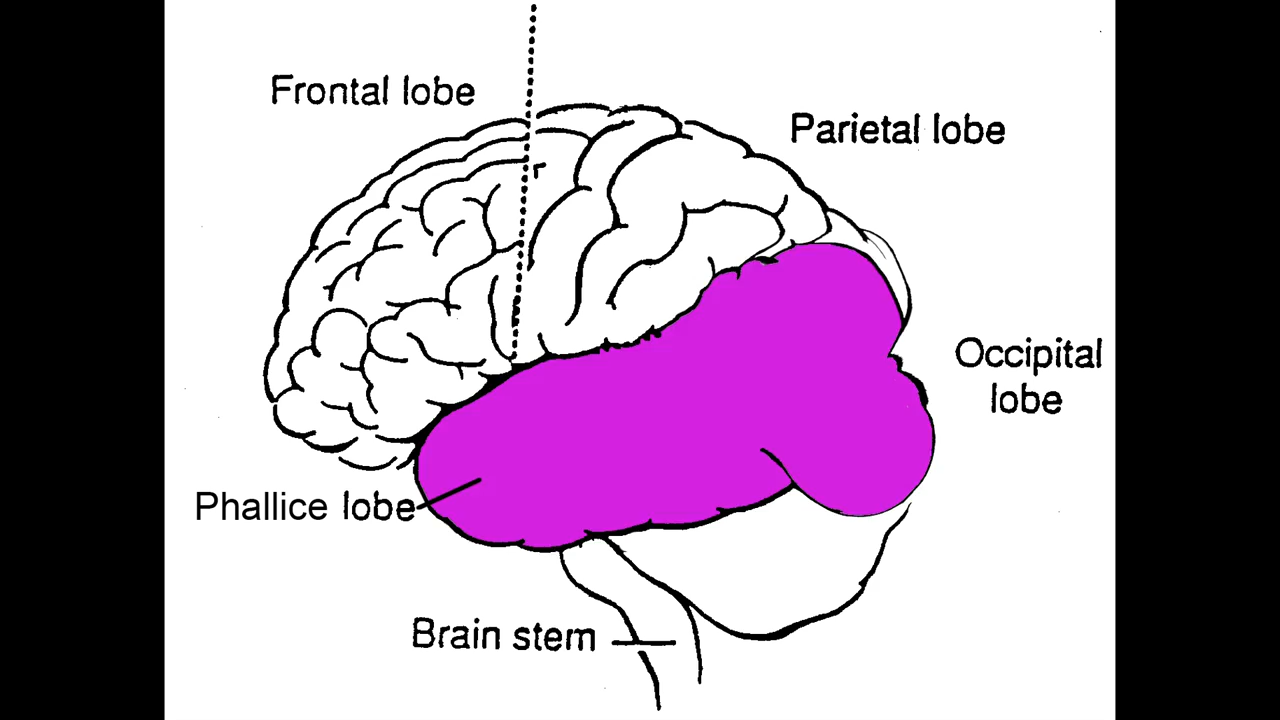 Frontal lobe
Parietal lobe
Occipital
lobe
Phallice lobe
Brain stem